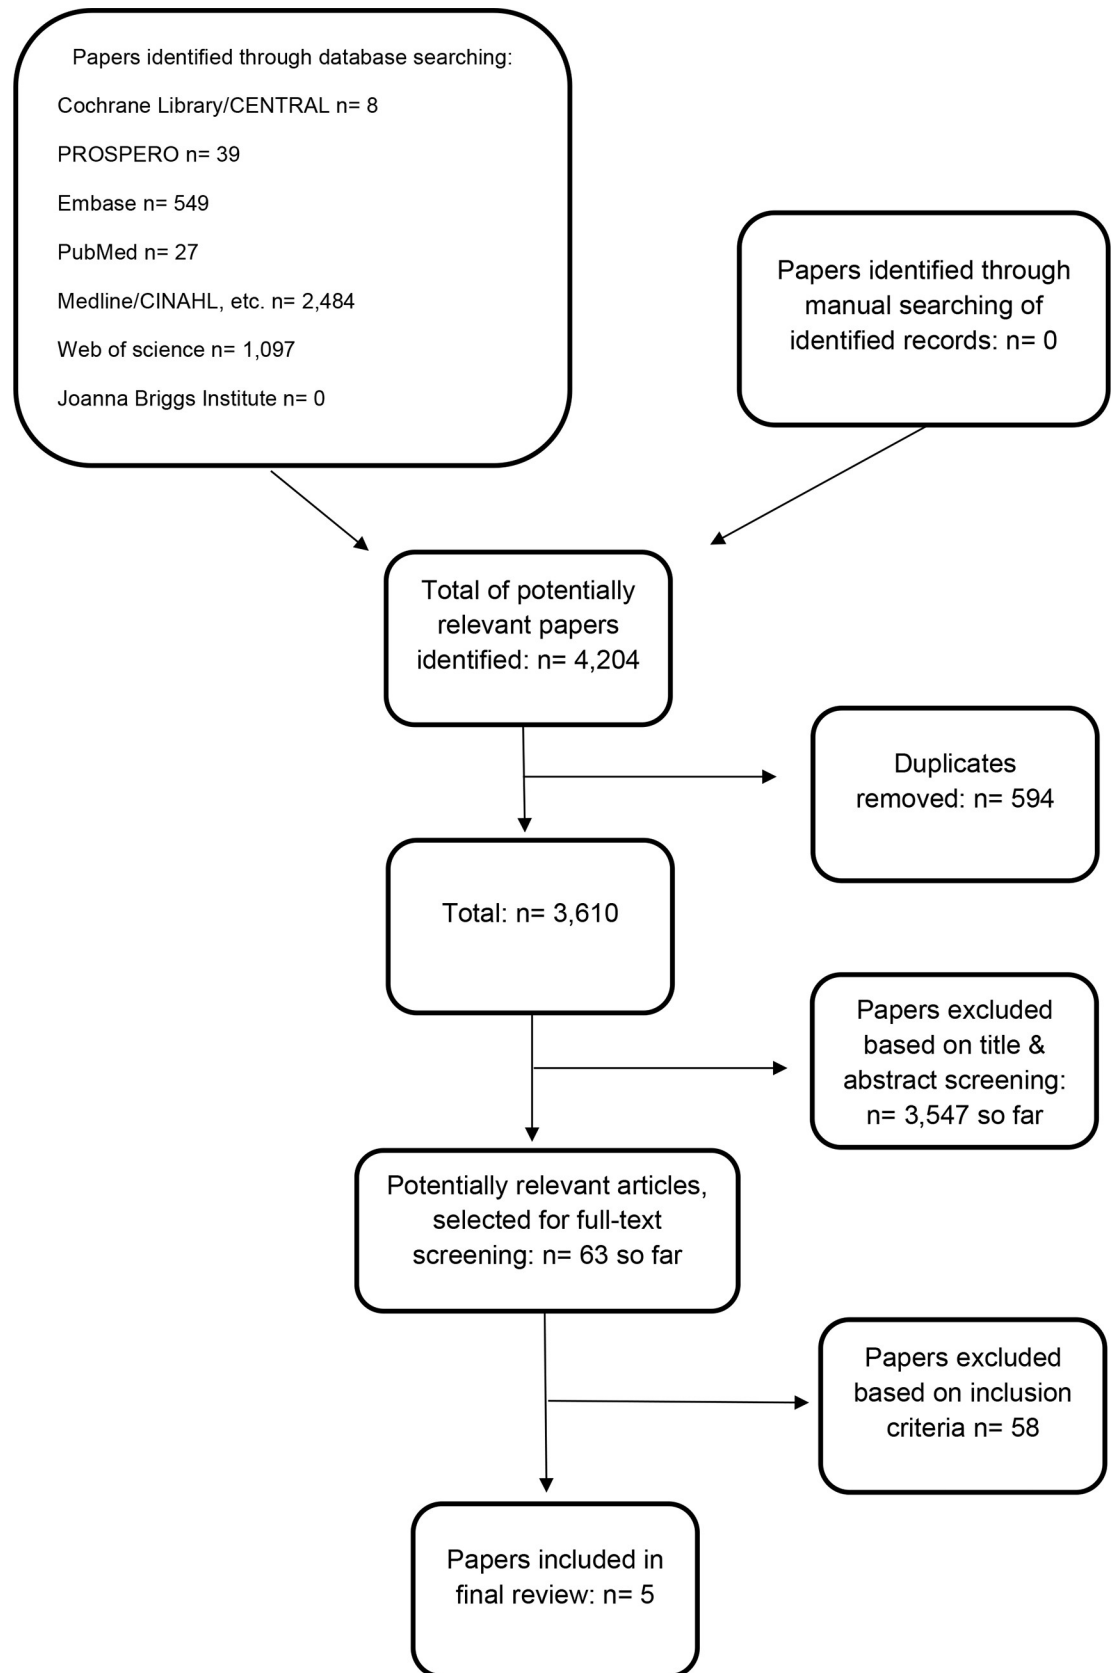 Papers identified through database searching:
Cochrane Library/CENTRAL n= 8
PROSPERO n= 39
Embase n= 549
PubMed n= 27
Medline/CINAHL, etc. n= 2,484
Web of science n= 1,097
Joanna Briggs Institute n= 0
Papers identified through
manual searching of
identified records: n= 0
Total of potentially
relevant papers
identified: n= 4,204
Duplicates
removed: n= 594
Total: n= 3,610
Papers excluded
based on title &
abstract screening:
n= 3,547 so far
Potentially relevant articles,
selected for full-text
screening: n= 63 so far
Papers excluded
based on inclusion
criteria n= 58
Papers included in
final review: n= 5